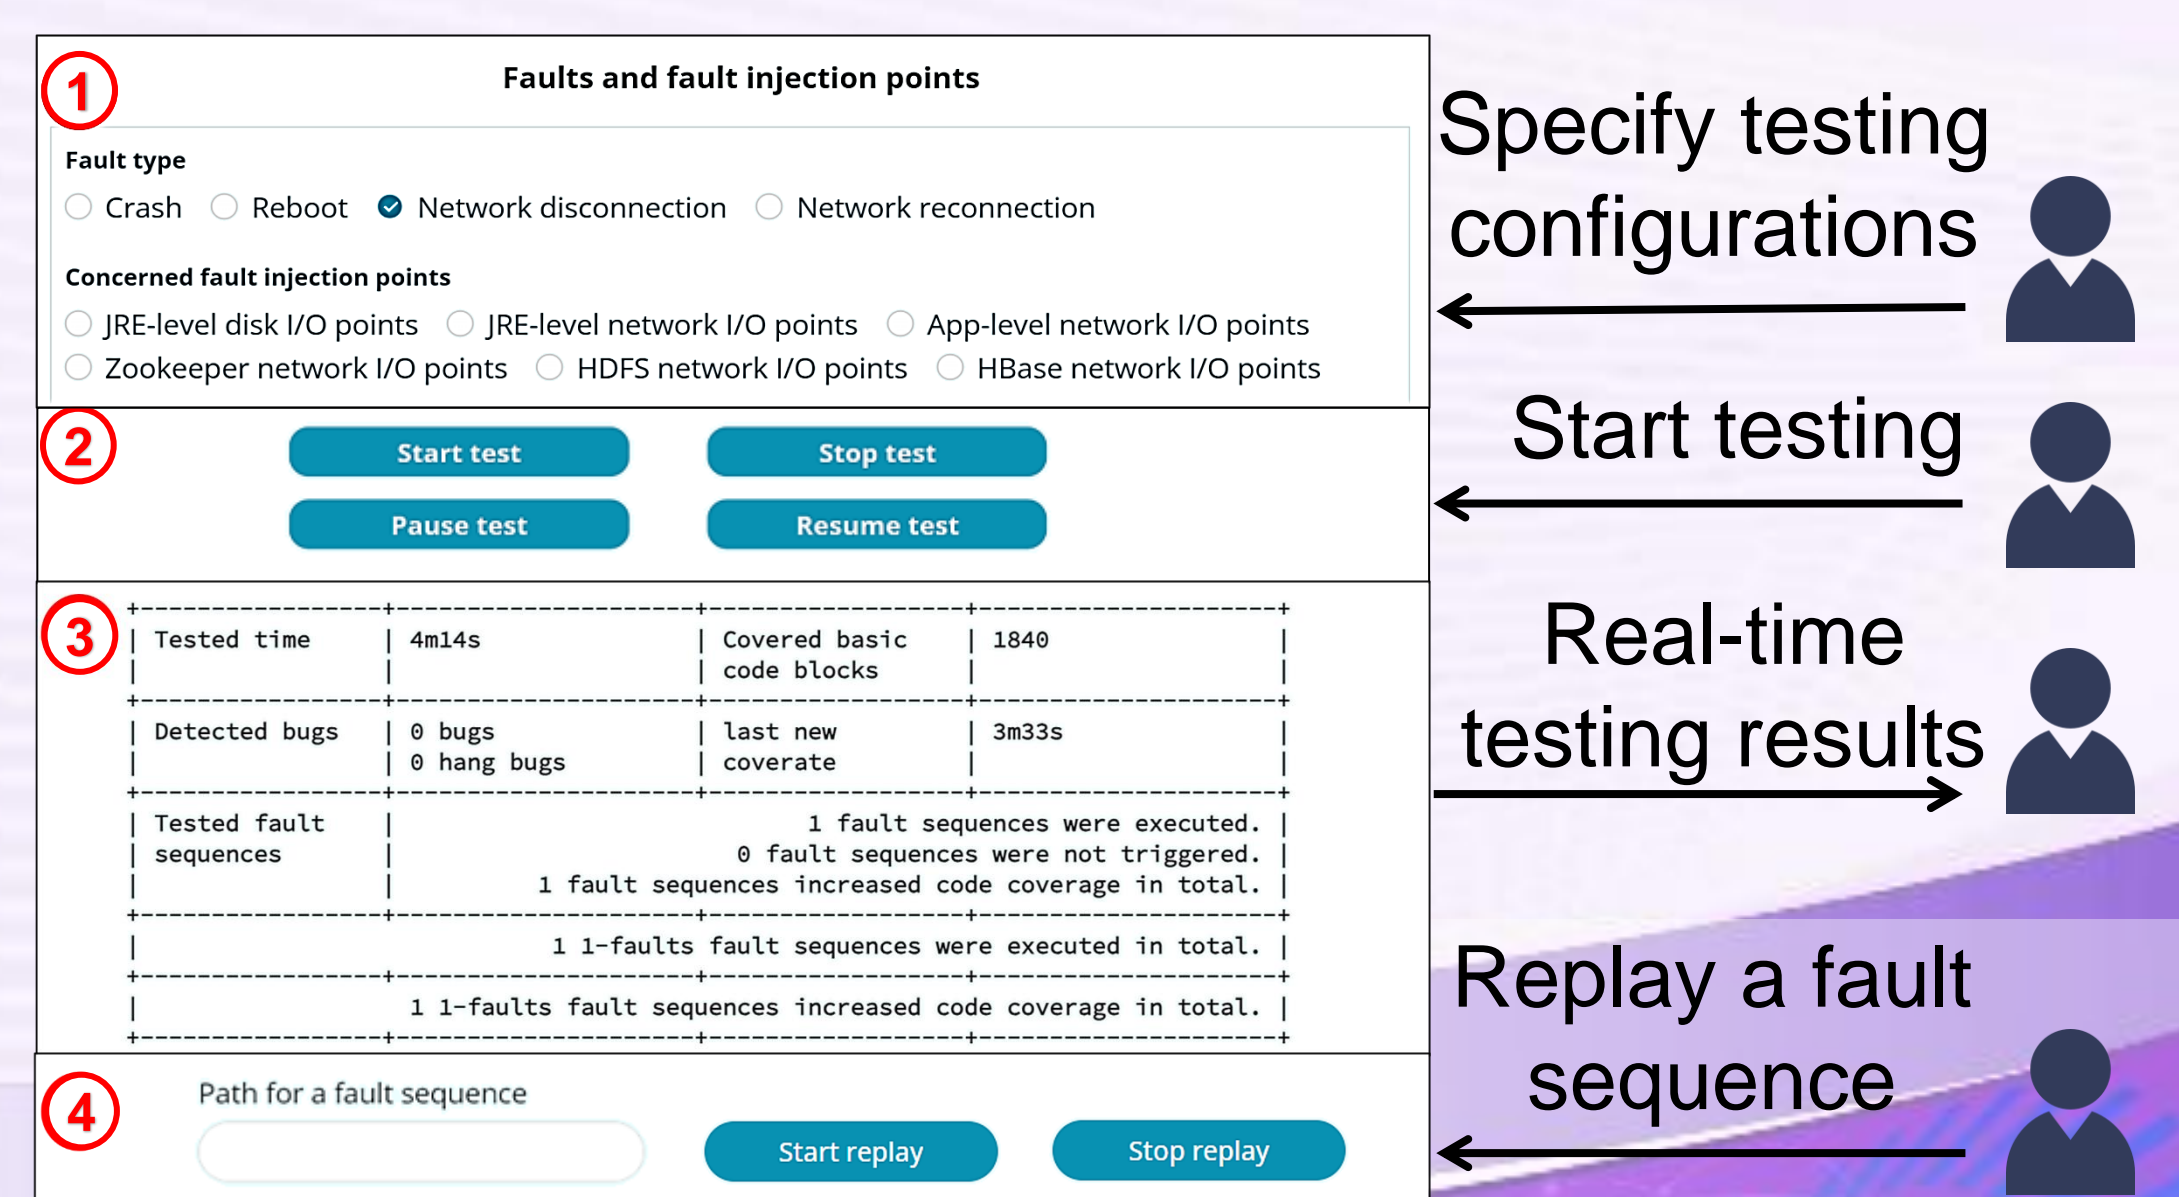 1
Faults and fault injection points
Fault type
Crash Reboot Network disconnection Network reconnection
Concerned fault injection points
JRE-level disk I/O points JRE-level network I/O points App-level network I/O points
Zookeeper network I/O points HDFS network I/O points HBase network I/O points
Specify testing
configurations
2
Start test Stop test
Pause test Resume test
Start testing
3
Tested time | 4m14s | Covered basic | 1840
code blocks
Detected bugs | 0 bugs | last new | 3m33s
0 hang bugs | coverate
Tested fault | 1 fault sequences were executed.
sequences | 0 fault sequences were not triggered.
1 fault sequences increased code coverage in total.
1 1-faults fault sequences were executed in total.
1 1-faults fault sequences increased code coverage in total.
Real-time
testing results
4
Path for a fault sequence
Start replay Stop replay
Replay a fault
sequence